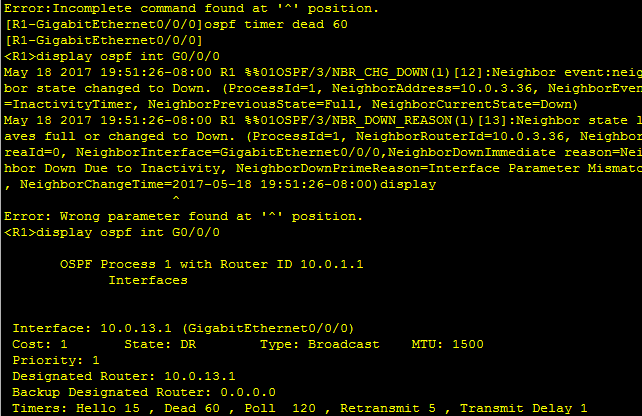 Error:Incomplete command found at '^' position.
[R1-GigabitEthernet0/0/0]ospf timer dead 60
[R1-GigabitEthernet0/0/0]
<R1>display ospf int G0/0/0
May 18 2017 19:51:26-08:00 R1 %%01OSPF/3/NBR_CHG_DOWN(l)[12]:Neighbor event:neig
bor state changed to Down. (ProcessId=1, NeighborAddress=10.0.3.36, NeighborEven
=InactivityTimer, NeighborPreviousState=Full, NeighborCurrentState=Down)
May 18 2017 19:51:26-08:00 R1 %%01OSPF/3/NBR_DOWN_REASON(l)[13]:Neighbor state l
aves full or changed to Down. (ProcessId=1, NeighborRouterId=10.0.3.36, Neighbor
reaId=0, NeighborInterface=GigabitEthernet0/0/0,NeighborDownImmediate reason=Nei
hbor Down Due to Inactivity, NeighborDownPrimeReason=Interface Parameter Mismatc
, NeighborChangeTime=2017-05-18 19:51:26-08:00)display
^
Error: Wrong parameter found at '^' position.
<R1>display ospf int G0/0/0
OSPF Process 1 with Router ID 10.0.1.1
Interfaces
Interface: 10.0.13.1 (GigabitEthernet0/0/0)
Cost: 1 State: DR Type: Broadcast MTU: 1500
Priority: 1
Designated Router: 10.0.13.1
Backup Designated Router: 0.0.0.0
Timers: Hello 15 , Dead 60 , Poll 120 , Retransmit 5 , Transmit Delay 1